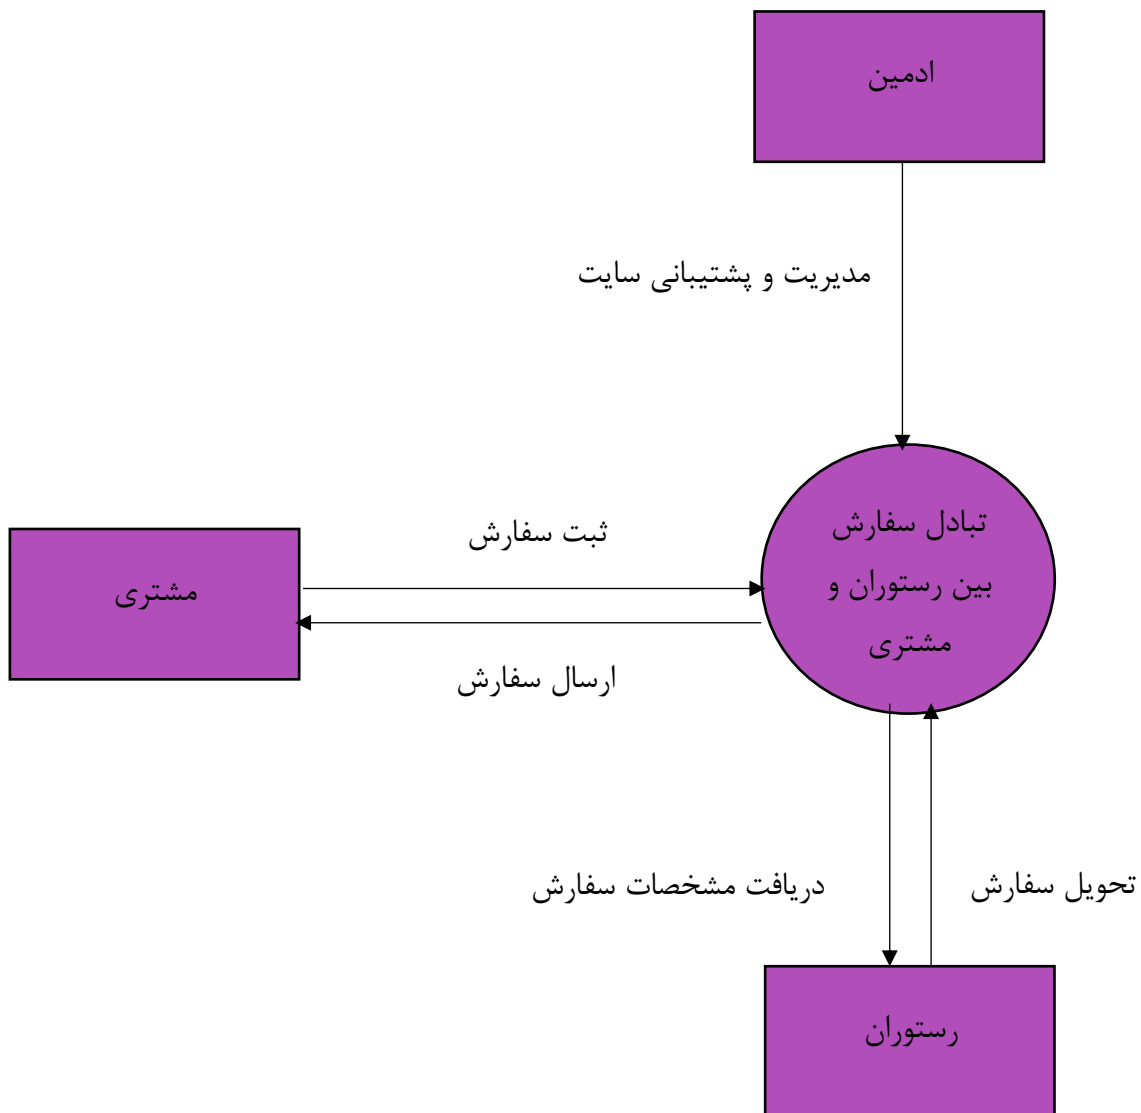 ادمین
مدیریت و پشتیبانی سایت
تبادل سفارش
بین رستوران و
مشتری
ثبت سفارش
مشتری
ارسال سفارش
تحویل سفارش
دریافت مشخصات سفارش
رستوران